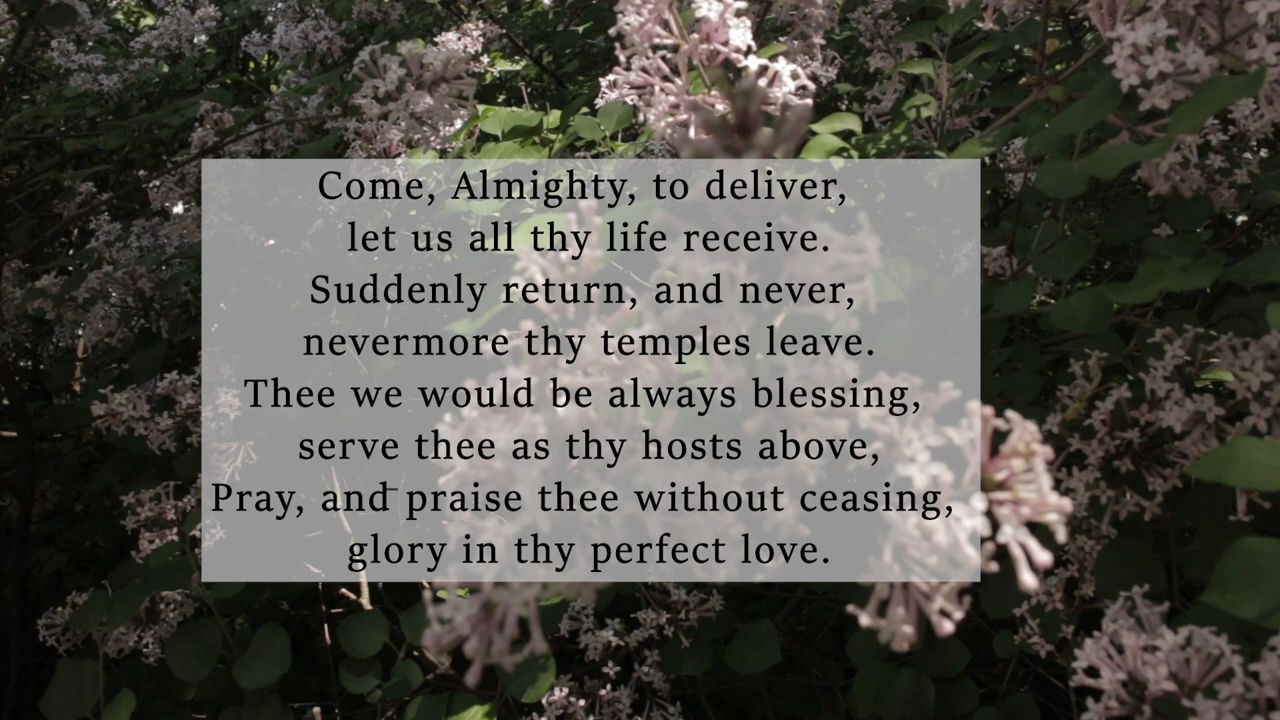 Come, Almighty, to deliver,
let us all thy life receive.
Suddenly return, and never,
nevermore thy temples leave.
Thee we would be always blessing,
serve thee as thy hosts above,
Pray, and praise thee without ceasing,
glory in thy perfect love.